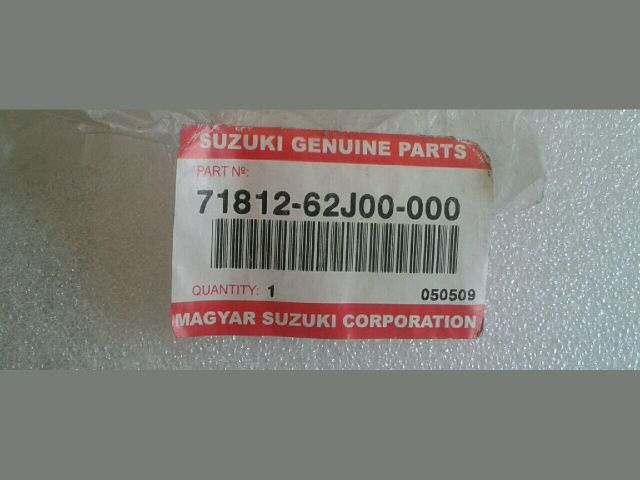 SUZUKI GENUINE PARTS
PART Nº:
71812-62J00-000
QUANTITY: 1 050509
MAGYAR SUZUKI CORPORATION